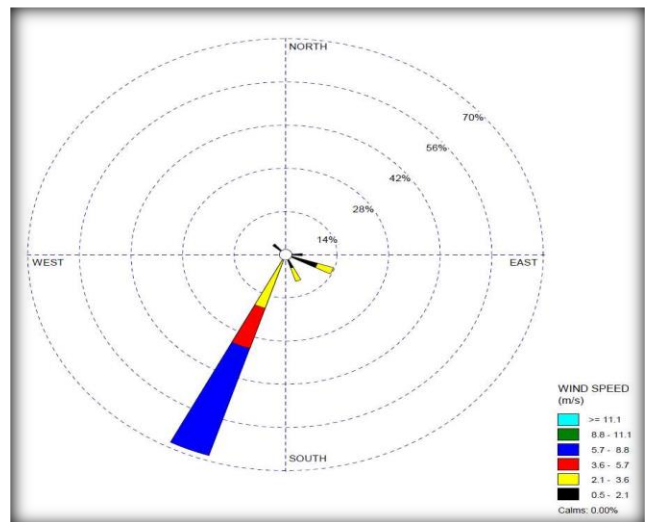 NORTH
70%
56%
42%
28%
14%
WEST
EAST
SOUTH
WIND SPEED
(m/s)
>= 11.1
8.8 - 11.1
5.7 - 8.8
3.6 - 5.7
2.1 - 3.6
0.5 - 2.1
Calms: 0.00%